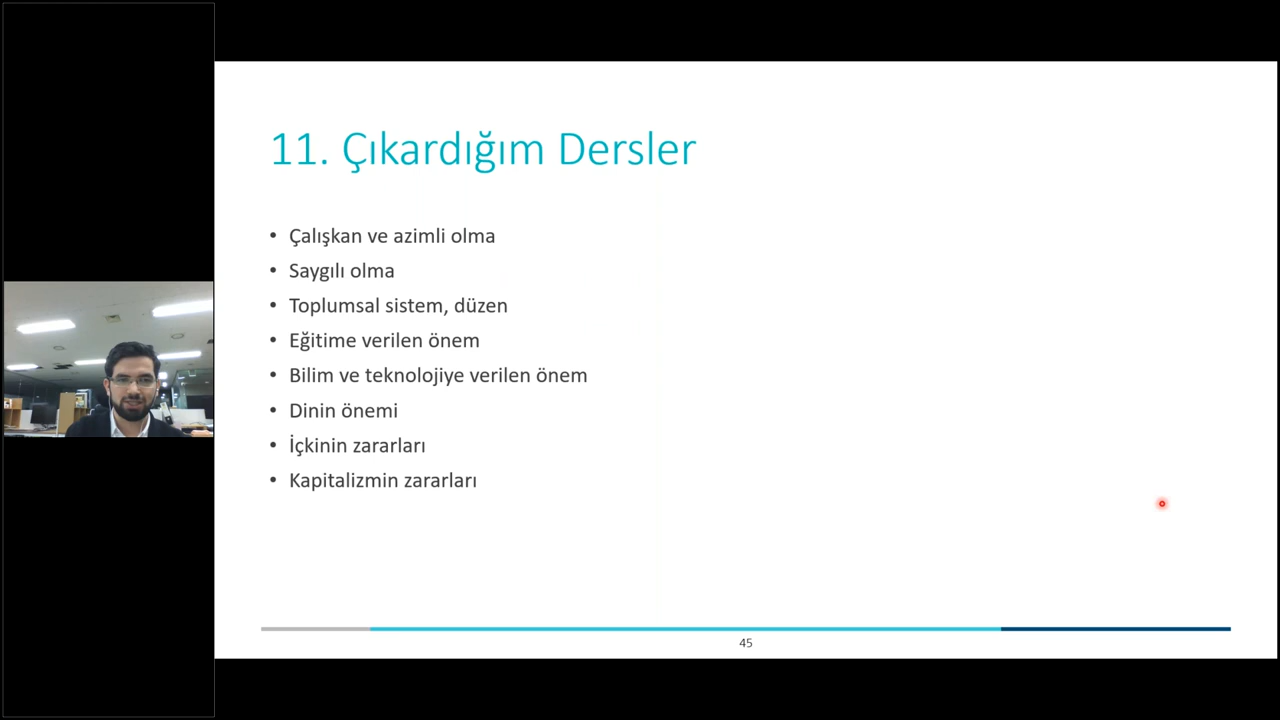 11. Çıkardığım Dersler
• Çalışkan ve azimli olma
• Saygılı olma
• Toplumsal sistem, düzen
• Eğitime verilen önem
• Bilim ve teknolojiye verilen önem
• Dinin önemi
• İçkinin zararları
• Kapitalizmin zararları
45